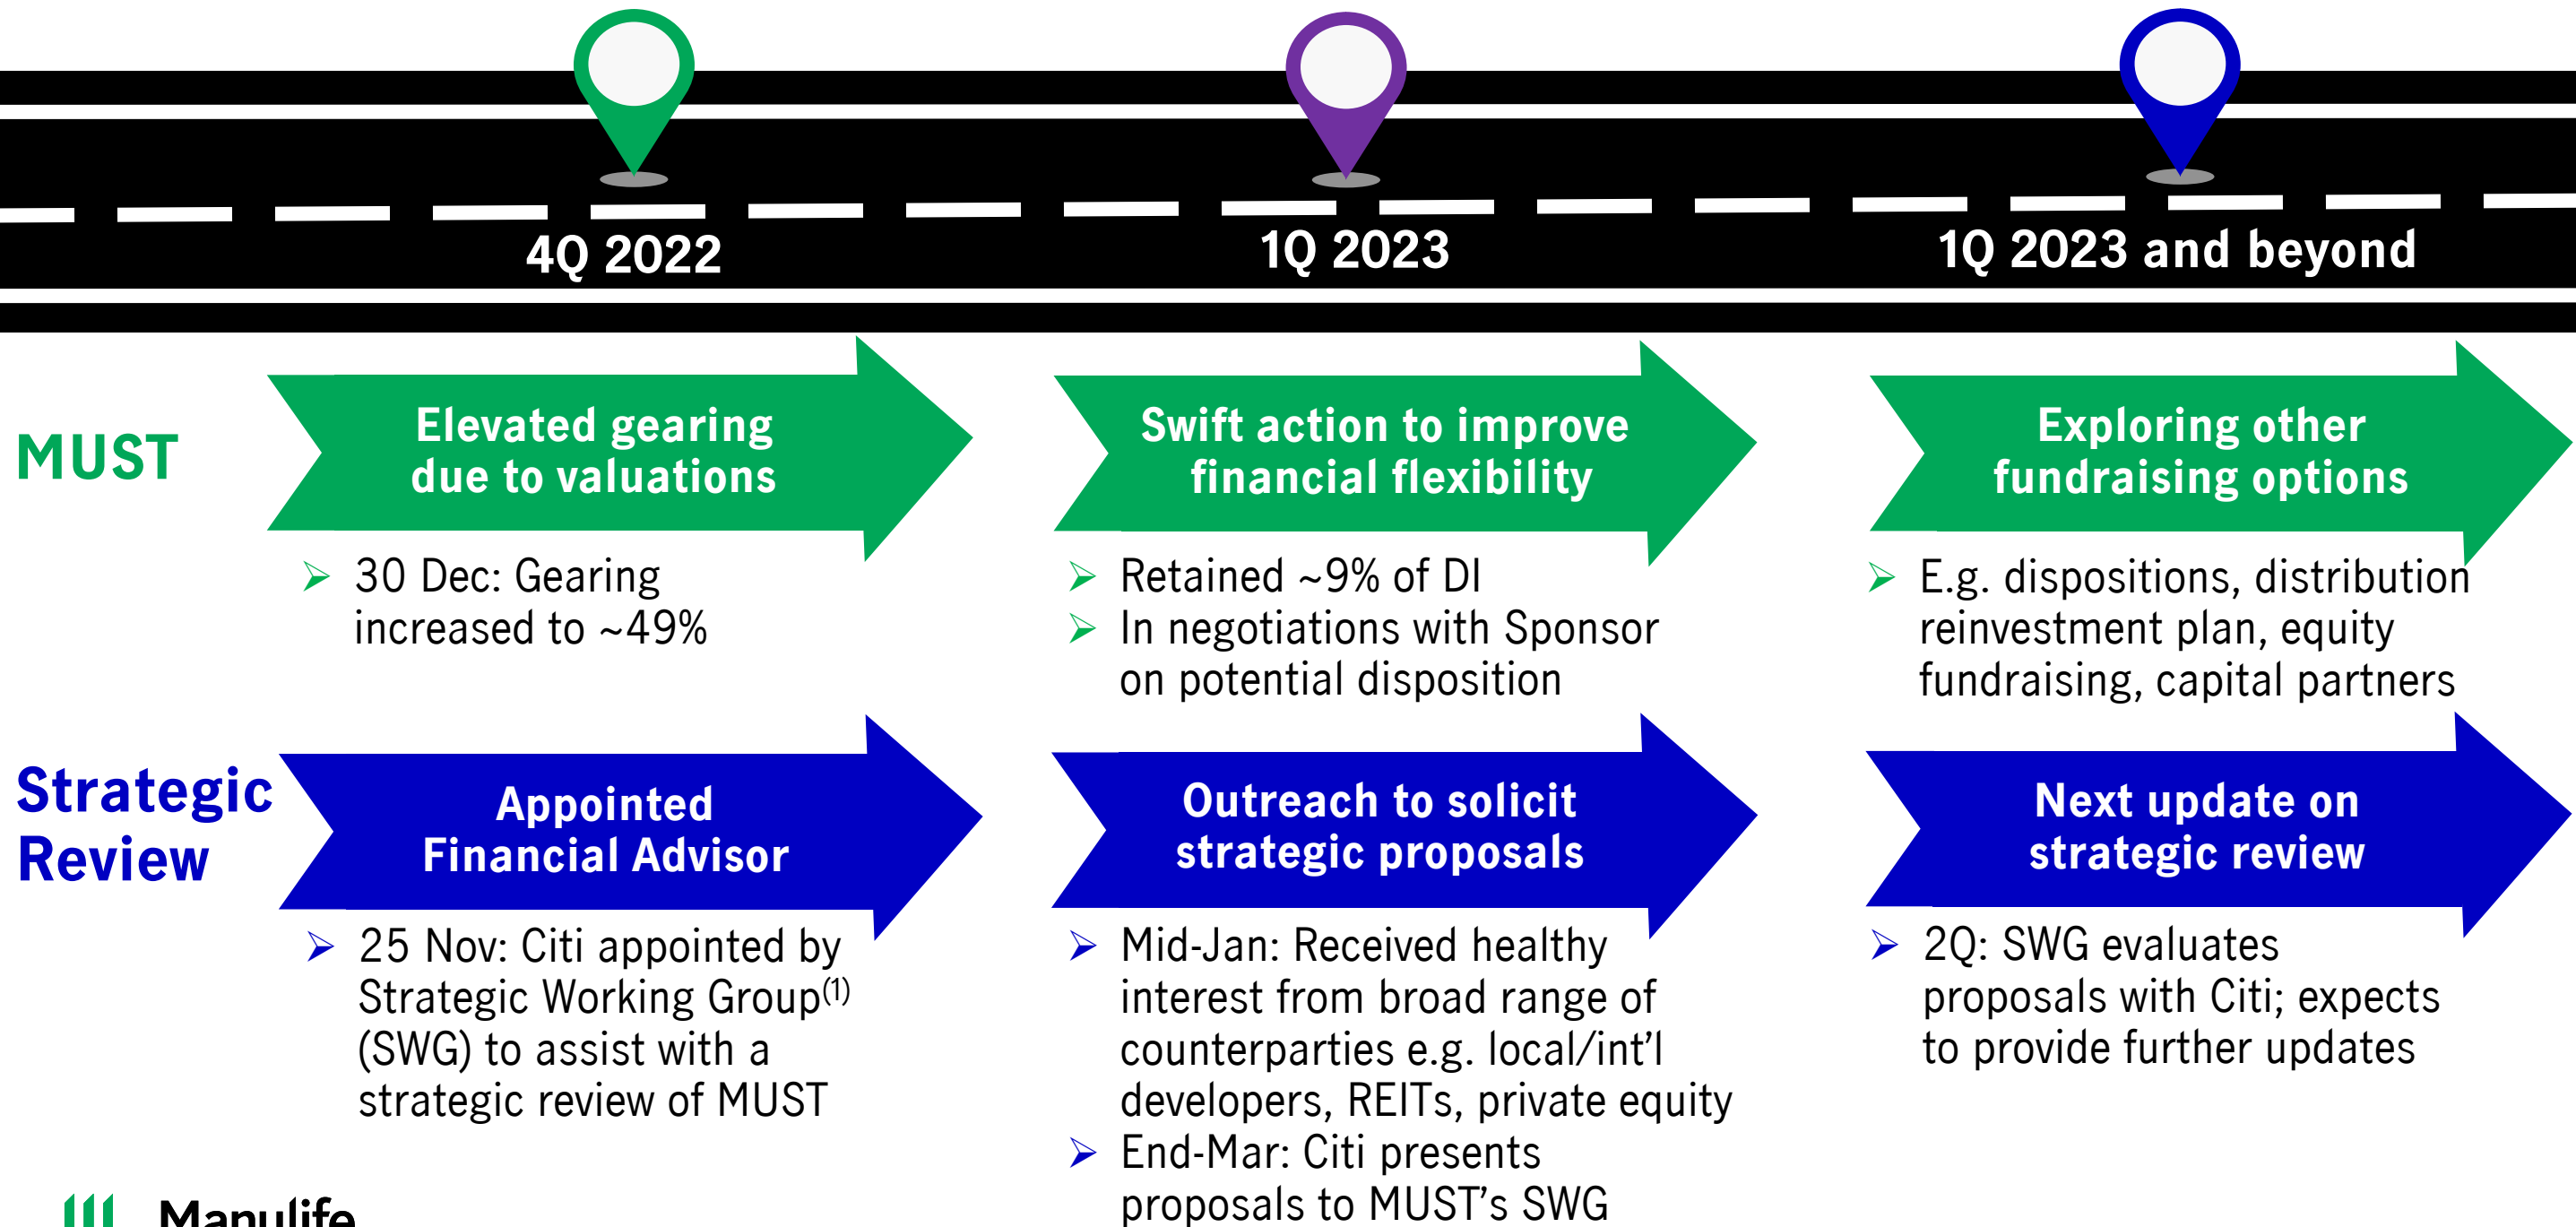 4Q 2022
1Q 2023
1Q 2023 and beyond
MUST
Elevated gearing
due to valuations
➢ 30 Dec: Gearing
increased to ~49%
Swift action to improve
financial flexibility
➢ Retained ~9% of DI
➢ In negotiations with Sponsor
on potential disposition
Exploring other
fundraising options
➢ E.g. dispositions, distribution
reinvestment plan, equity
fundraising, capital partners
Strategic
Review
Appointed
Financial Advisor
➢ 25 Nov: Citi appointed by
Strategic Working Group(1)
(SWG) to assist with a
strategic review of MUST
Outreach to solicit
strategic proposals
➢ Mid-Jan: Received healthy
interest from broad range of
counterparties e.g. local/int’l
developers, REITs, private equity
➢ End-Mar: Citi presents
proposals to MUST’s SWG
Next update on
strategic review
➢ 2Q: SWG evaluates
proposals with Citi; expects
to provide further updates
Manulife